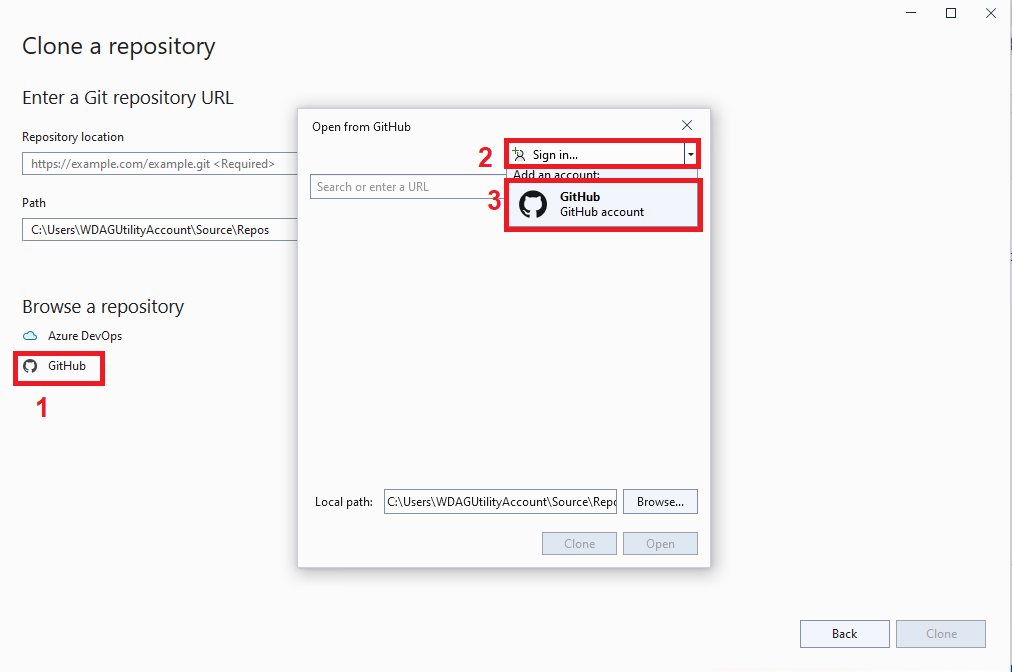 Clone a repository
Enter a Git repository URL
Repository location
https://example.com/example.git <Required>
Path
C:\Users\WDAGUtilityAccount\Source\Repos
Browse a repository
Azure DevOps
GitHub
1
Open from GitHub
2
Sign in...
Add an account:
Search or enter a URL
3
GitHub
GitHub account
Local path:
C:\Users\WDAGUtilityAccount\Source\Repo
Browse...
Clone
Open
Back
Clone